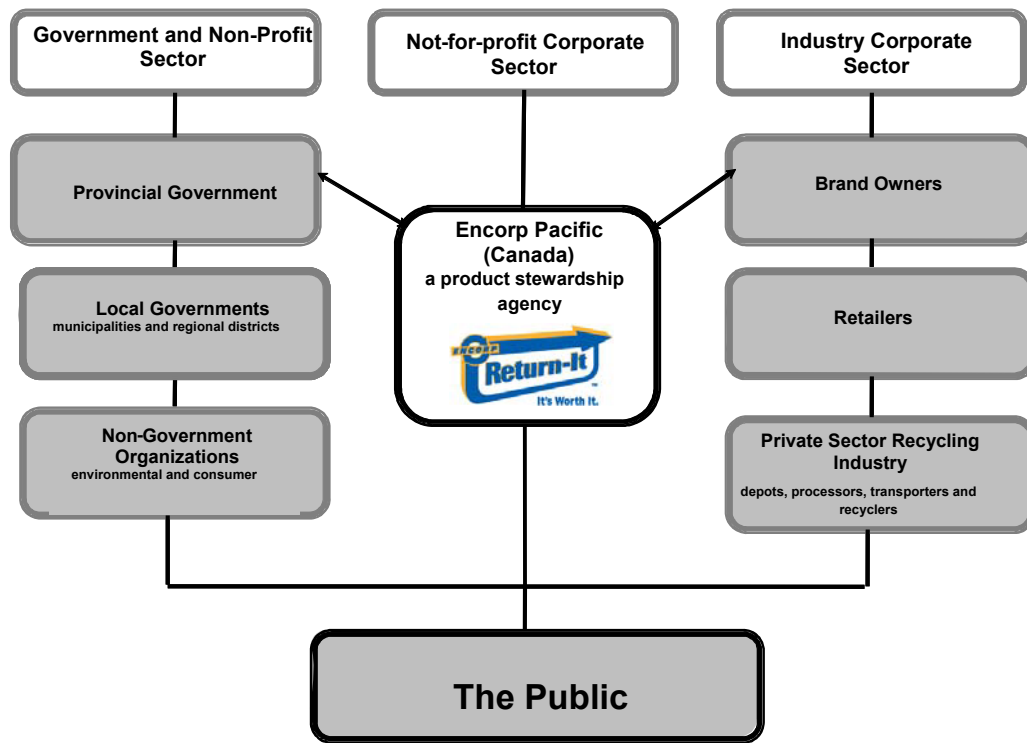 Government and Non-Profit
Sector
Not-for-profit Corporate
Sector
Industry Corporate
Sector
Provincial Government
Encorp Pacific
(Canada)
a product stewardship
agency
Brand Owners
Local Governments
municipalities and regional districts
ENCORP
Return-It
™
It's Worth It.
Retailers
Non-Government
Organizations
environmental and consumer
Private Sector Recycling
Industry
depots, processors, transporters and
recyclers
The Public